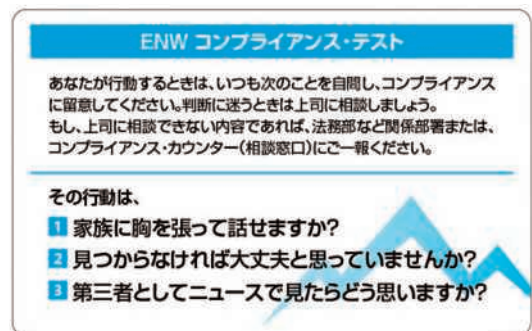 ENW コンプライアンス・テスト
あなたが行動するときは、いつも次のことを自問し、コンプライアンス
に留意してください。判断に迷うときは上司に相談しましょう。
もし、上司に相談できない内容であれば、法務部など関係部署または、
コンプライアンス・カウンター(相談窓口)にご一報ください。
その行動は、
1 家族に胸を張って話せますか?
2 見つからなければ大丈夫と思っていませんか?
3 第三者としてニュースで見たらどう思いますか?